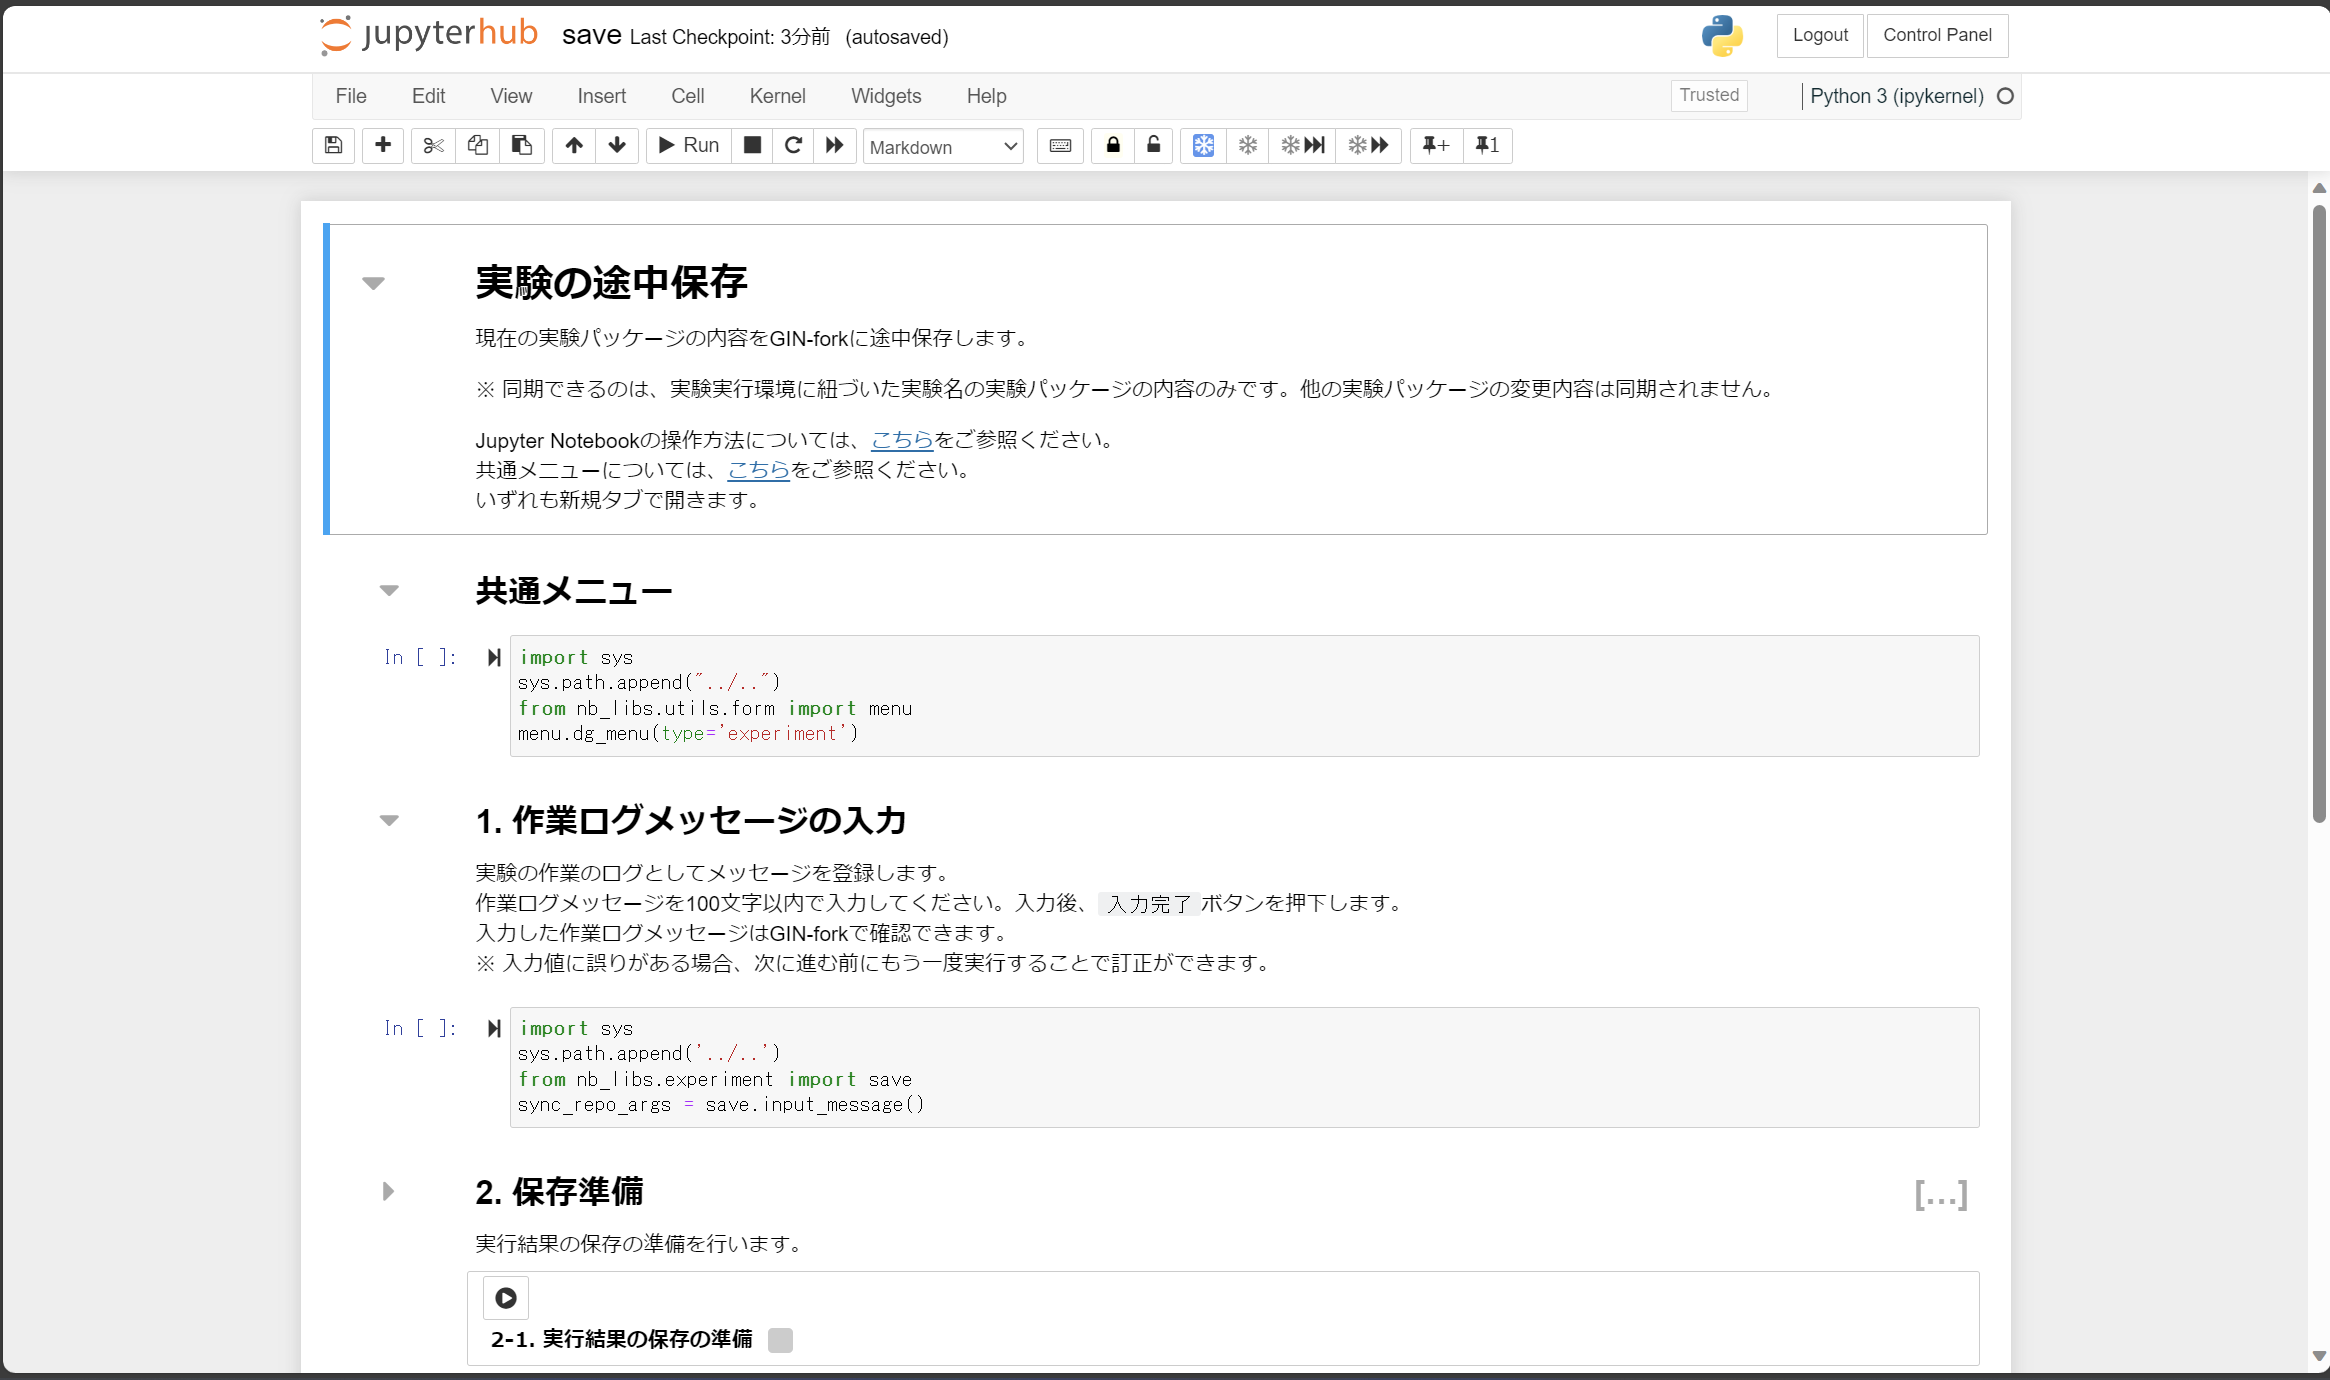 jupyterhub save Last Checkpoint: 3分前 (autosaved) Logout Control Panel
File Edit View Insert Cell Kernel Widgets Help Trusted Python 3 (ipykernel)
Run Markdown +  1
実験の途中保存
現在の実験パッケージの内容をGIN-forkに途中保存します。
※ 同期できるのは、実験実行環境に紐づいた実験名の実験パッケージの内容のみです。他の実験パッケージの変更内容は同期されません。
Jupyter Notebookの操作方法については、こちらをご参照ください。
共通メニューについては、こちらをご参照ください。
いずれも新規タブで開きます。
共通メニュー
In [ ]: import sys
sys.path.append("../..")
from nb_libs.utils.form import menu
menu.dg_menu(type='experiment')
1. 作業ログメッセージの入力
実験の作業のログとしてメッセージを登録します。
作業ログメッセージを100文字以内で入力してください。入力後、 入力完了 ボタンを押下します。
入力した作業ログメッセージはGIN-forkで確認できます。
※ 入力値に誤りがある場合、次に進む前にもう一度実行することで訂正ができます。
In [ ]: import sys
sys.path.append('../..')
from nb_libs.experiment import save
sync_repo_args = save.input_message()
2. 保存準備 [...]
実行結果の保存の準備を行います。
2-1. 実行結果の保存の準備